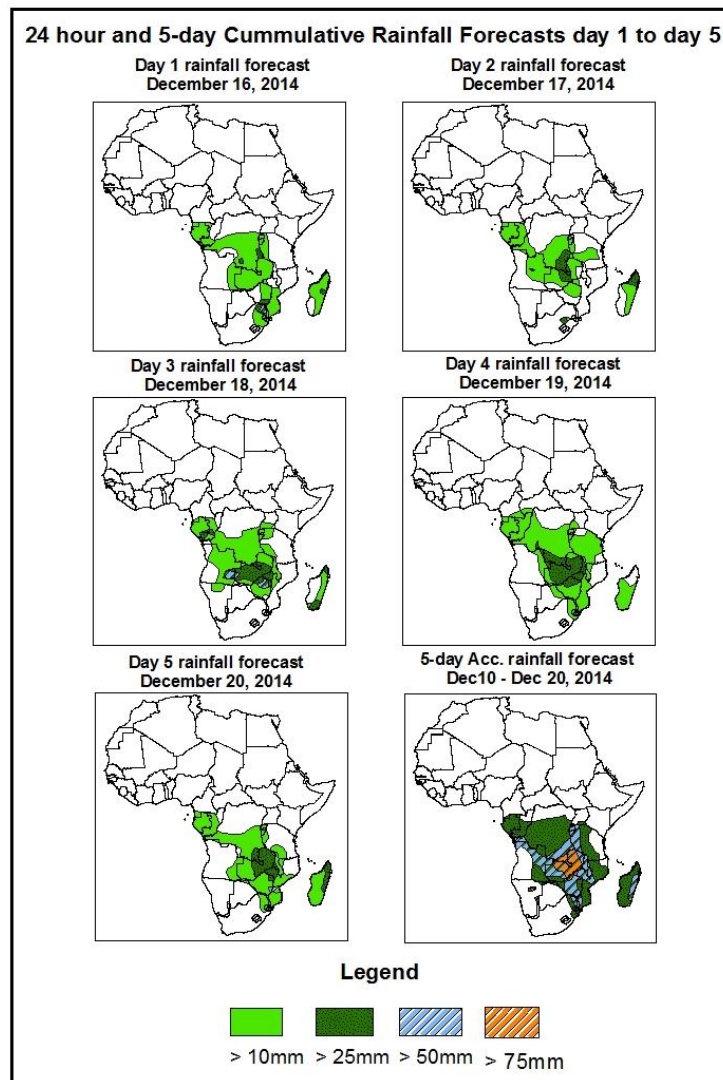 24 hour and 5-day Cummulative Rainfall Forecasts day 1 to day 5
Day 1 rainfall forecast
December 16, 2014
Day 2 rainfall forecast
December 17, 2014
Day 3 rainfall forecast
December 18, 2014
Day 4 rainfall forecast
December 19, 2014
Day 5 rainfall forecast
December 20, 2014
5-day Acc. rainfall forecast
Dec10 - Dec 20, 2014
Legend
> 10mm > 25mm > 50mm > 75mm